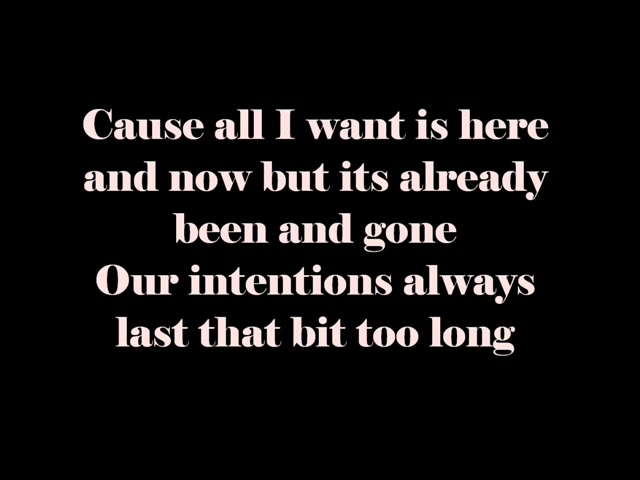 Cause all I want is here
and now but its already
been and gone
Our intentions always
last that bit too long